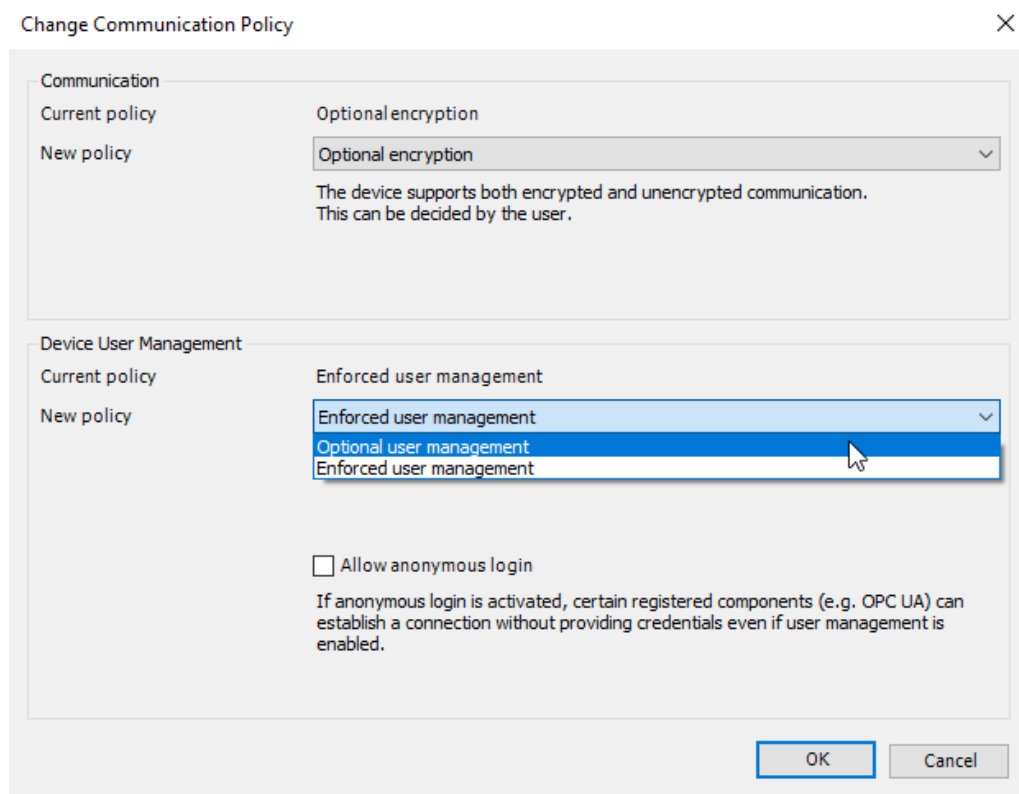 Change Communication Policy
Communication
Current policy
Optional encryption
New policy
Optional encryption
The device supports both encrypted and unencrypted communication.
This can be decided by the user.
Device User Management
Current policy
Enforced user management
New policy
Enforced user management
Optional user management
Enforced user management
Allow anonymous login
If anonymous login is activated, certain registered components (e.g. OPC UA) can
establish a connection without providing credentials even if user management is
enabled.
OK
Cancel